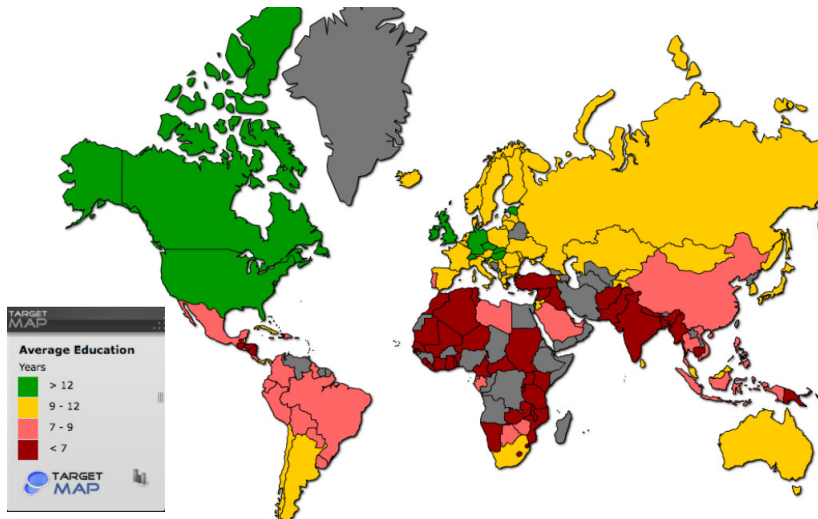 TARGET
MAP
Average Education
Years
> 12
9 - 12
7 - 9
< 7
TARGET
MAP